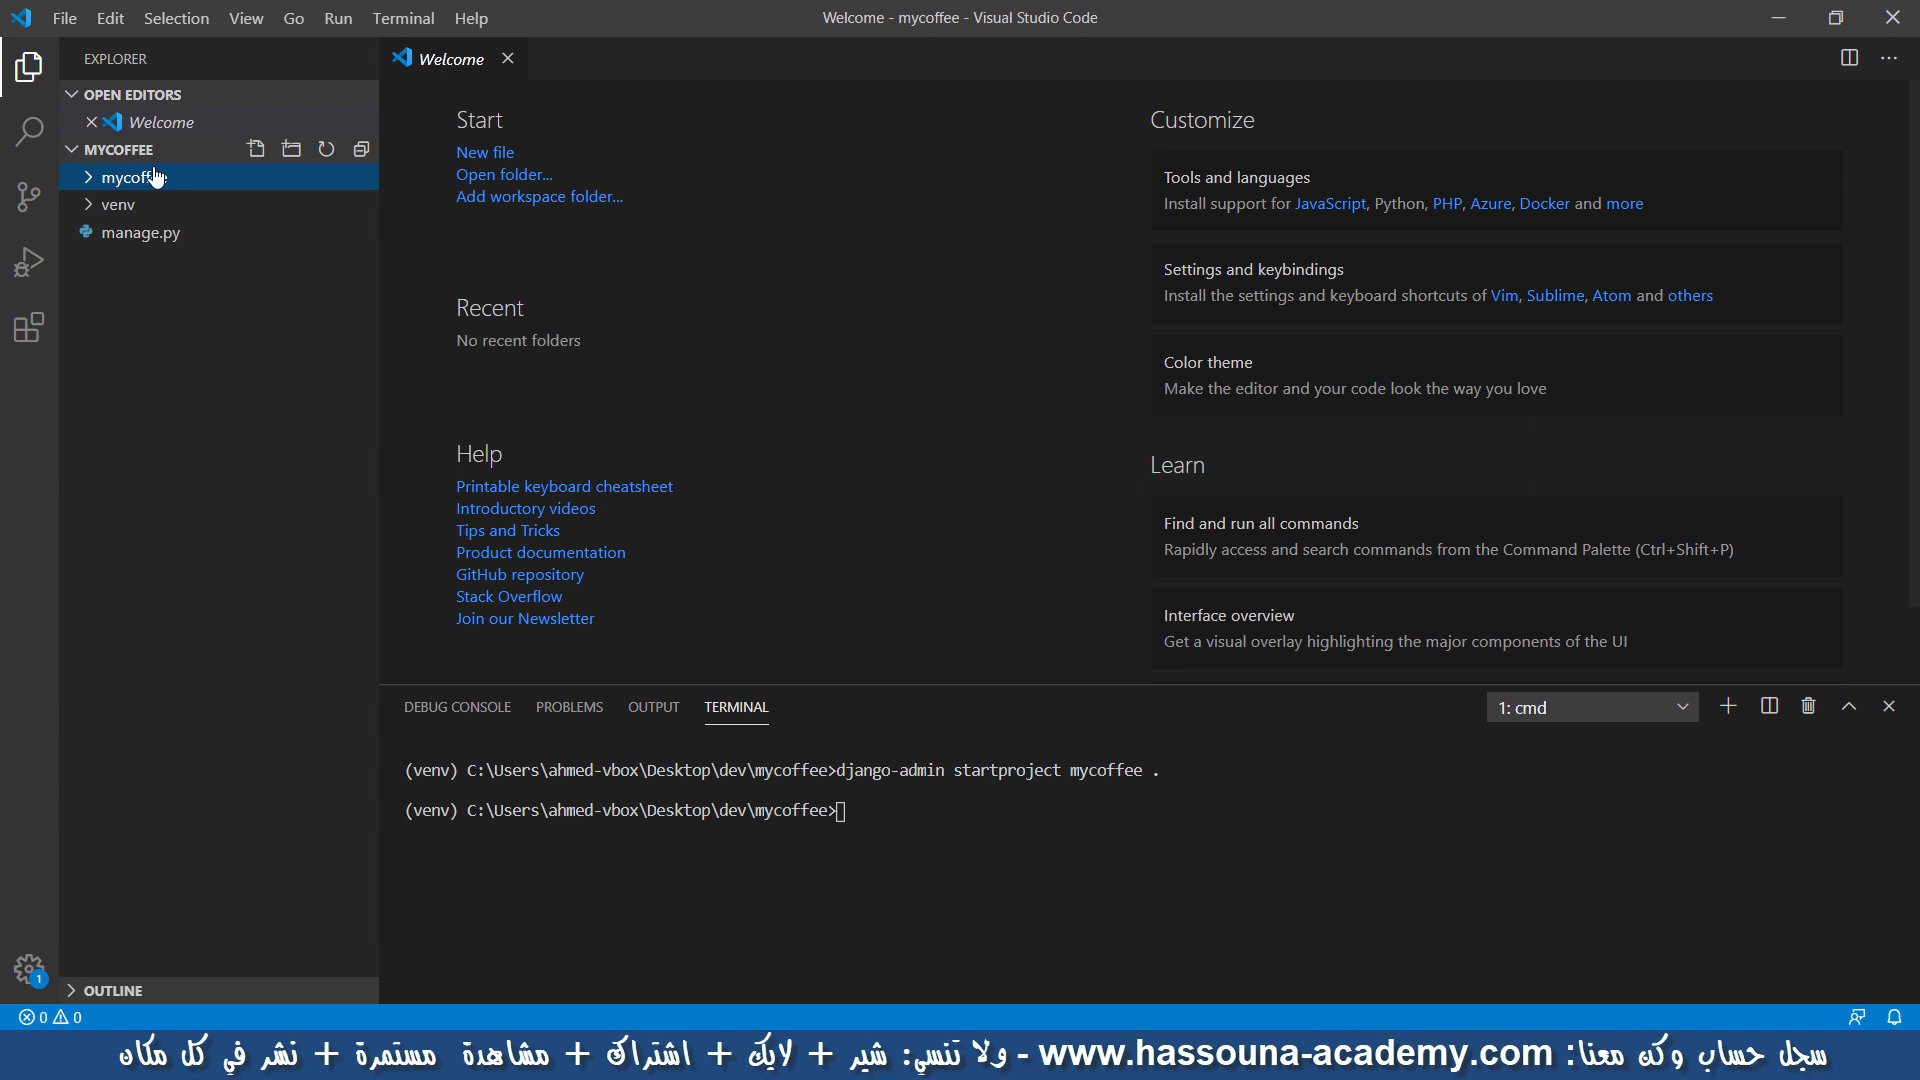 File Edit Selection View Go Run Terminal Help
Welcome - mycoffee - Visual Studio Code
EXPLORER
OPEN EDITORS
Welcome
MYCOFFEE
venv
manage.py
OUTLINE
Welcome
Start
New file
Open folder...
Add workspace folder...
Recent
No recent folders
Help
Printable keyboard cheatsheet
Introductory videos
Tips and Tricks
Product documentation
GitHub repository
Stack Overflow
Join our Newsletter
Customize
Tools and languages
Install support for JavaScript, Python, PHP, Azure, Docker and more
Settings and keybindings
Install the settings and keyboard shortcuts of Vim, Sublime, Atom and others
Color theme
Make the editor and your code look the way you love
Learn
Find and run all commands
Rapidly access and search commands from the Command Palette (Ctrl+Shift+P)
Interface overview
Get a visual overlay highlighting the major components of the UI
DEBUG CONSOLE PROBLEMS OUTPUT TERMINAL
1: cmd
(venv) C:\Users\ahmed-vbox\Desktop\dev\mycoffee>django-admin startproject mycoffee .
(venv) C:\Users\ahmed-vbox\Desktop\dev\mycoffee>
1
0 0
سجل حساب وكن معنا: www.hassouna-academy.com - ولا تنسى: شير + لايك + اشتراك + مشاهدة مستمرة + نشر في كل مكان